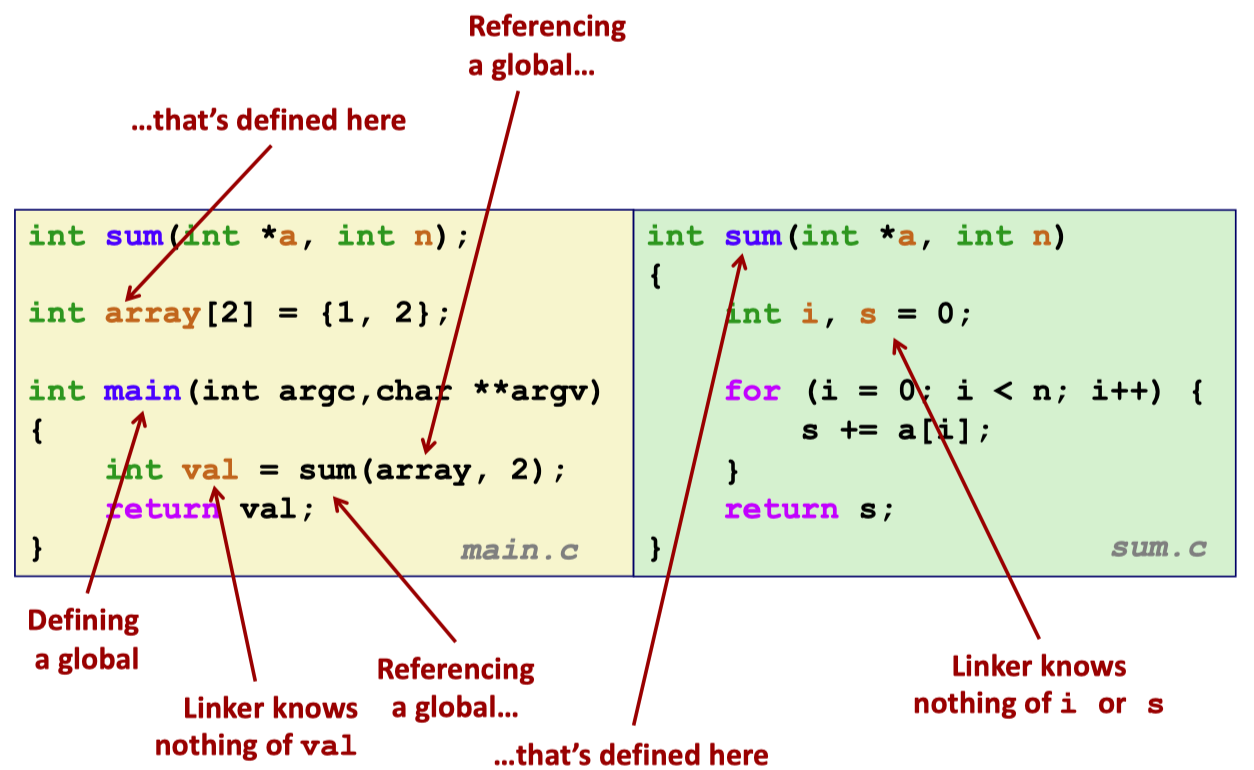 Referencing
a global…
…that's defined here
int sum(int *a, int n);
int array[2] = {1, 2};
int main(int argc,char **argv)
{
    int val = sum(array, 2);
    return val;
}
main.c
int sum(int *a, int n)
{
    int i, s = 0;
    for (i = 0; i < n; i++) {
        s += a[i];
    }
    return s;
}
sum.c
Defining
a global
Linker knows
nothing of val
Referencing
a global…
…that's defined here
Linker knows
nothing of i or s